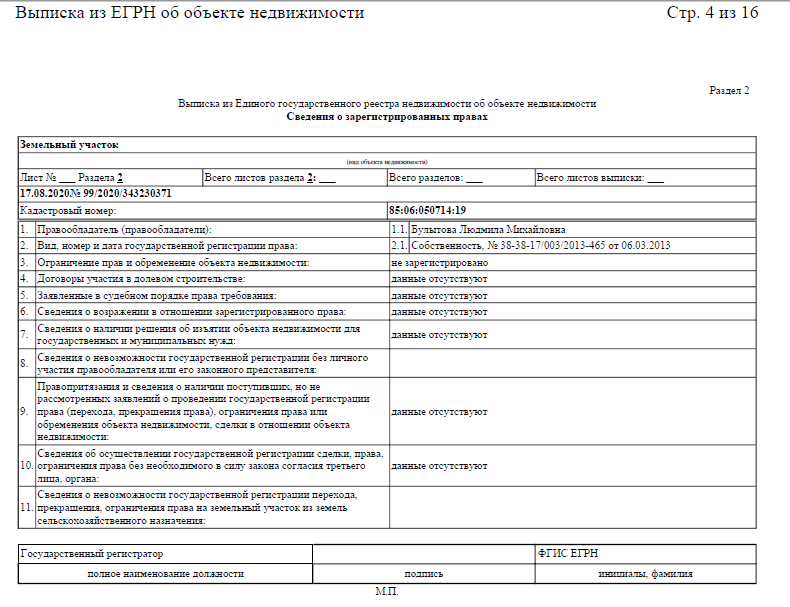 Выписка из ЕГРН об объекте недвижимости Стр. 4 из 16
Раздел 2
Выписка из Единого государственного реестра недвижимости об объекте недвижимости
Сведения о зарегистрированных правах
Земельный участок
(вид объекта недвижимости)
Лист № ___ Раздела 2 Всего листов раздела 2: ___ Всего разделов: ___ Всего листов выписки: ___
17.08.2020№ 99/2020/343230371
Кадастровый номер: 85:06:050714:19
1. Правообладатель (правообладатели): 1.1. Булытова Людмила Михайловна
2. Вид, номер и дата государственной регистрации права: 2.1. Собственность, № 38-38-17/003/2013-465 от 06.03.2013
3. Ограничение прав и обременение объекта недвижимости: не зарегистрировано
4. Договоры участия в долевом строительстве: данные отсутствуют
5. Заявленные в судебном порядке права требования: данные отсутствуют
6. Сведения о возражении в отношении зарегистрированного права: данные отсутствуют
7. Сведения о наличии решения об изъятии объекта недвижимости для
государственных и муниципальных нужд: данные отсутствуют
8. Сведения о невозможности государственной регистрации без личного
участия правообладателя или его законного представителя:
9. Правопритязания и сведения о наличии поступивших, но не
рассмотренных заявлений о проведении государственной регистрации
права (перехода, прекращения права), ограничения права или
обременения объекта недвижимости, сделки в отношении объекта
недвижимости: данные отсутствуют
10. Сведения об осуществлении государственной регистрации сделки, права,
ограничения права без необходимого в силу закона согласия третьего
лица, органа: данные отсутствуют
11. Сведения о невозможности государственной регистрации перехода,
прекращения, ограничения права на земельный участок из земель
сельскохозяйственного назначения:
Государственный регистратор ФГИС ЕГРН
полное наименование должности подпись инициалы, фамилия
М.П.